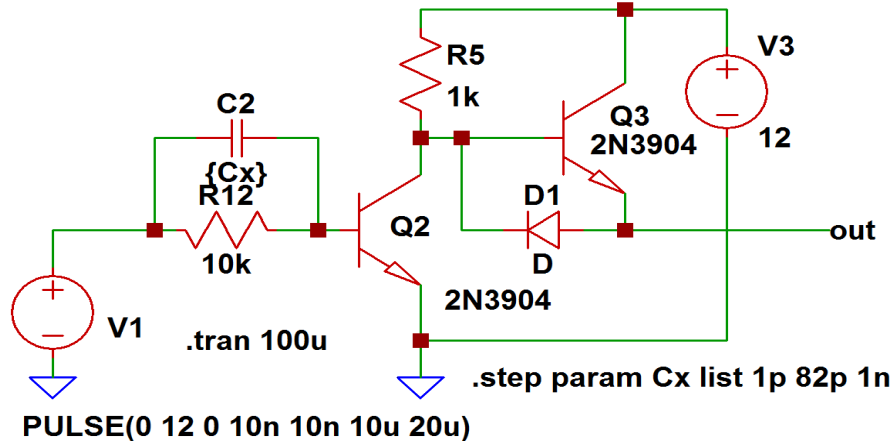 V3
R5
1k
C2
Q3
2N3904
12
{Cx}
R12
D1
Q2
out
10k
D
2N3904
V1
.tran 100u
.step param Cx list 1p 82p 1n
PULSE(0 12 0 10n 10n 10u 20u)